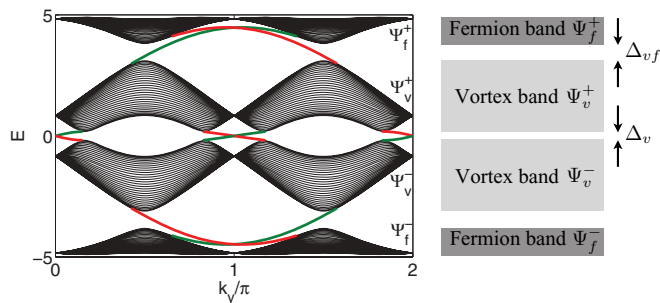 5
0
−5
E
0
1
2
k_v/π
Ψ_f^+
Ψ_v^+
Ψ_v^-
Ψ_f^-
Fermion band Ψ_f^+
Δ_vf
Vortex band Ψ_v^+
Δ_v
Vortex band Ψ_v^-
Fermion band Ψ_f^-